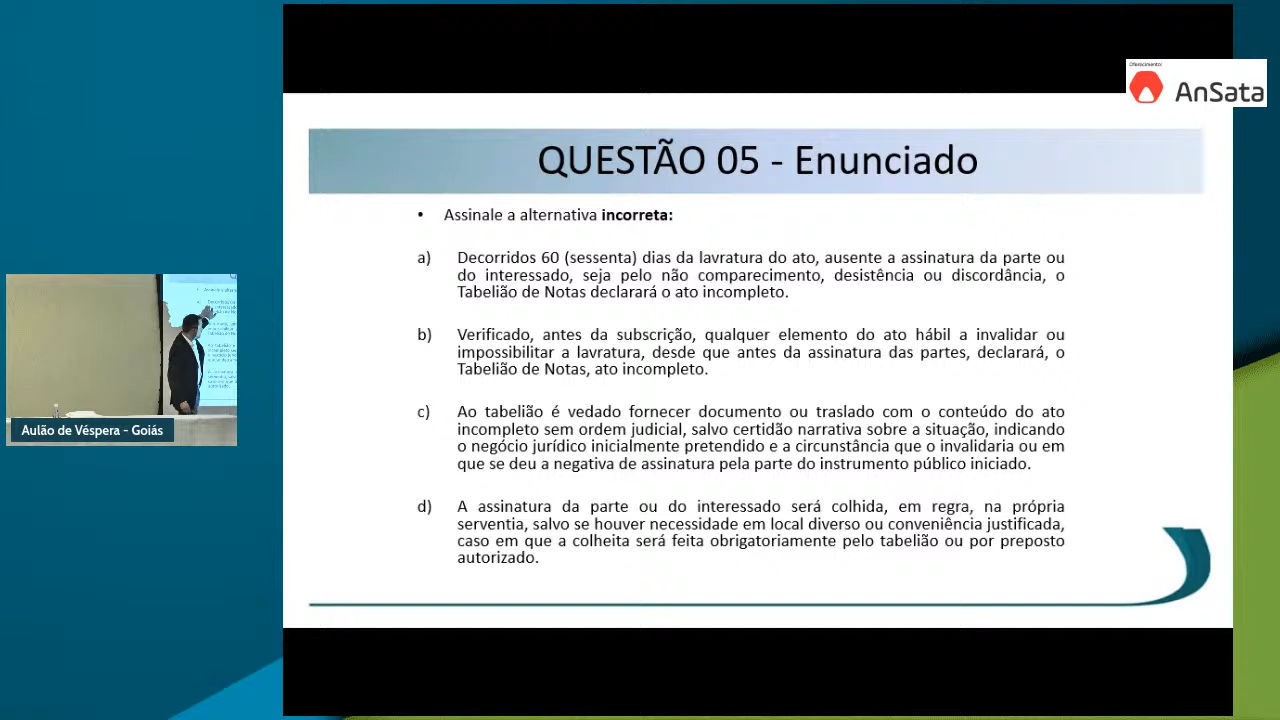 Oferecimento:
AnSata
QUESTÃO 05 - Enunciado
• Assinale a alternativa incorreta:
a) Decorridos 60 (sessenta) dias da lavratura do ato, ausente a assinatura da parte ou
do interessado, seja pelo não comparecimento, desistência ou discordância, o
Tabelião de Notas declarará o ato incompleto.
b) Verificado, antes da subscrição, qualquer elemento do ato hábil a invalidar ou
impossibilitar a lavratura, desde que antes da assinatura das partes, declarará, o
Tabelião de Notas, ato incompleto.
c) Ao tabelião é vedado fornecer documento ou traslado com o conteúdo do ato
incompleto sem ordem judicial, salvo certidão narrativa sobre a situação, indicando
o negócio jurídico inicialmente pretendido e a circunstância que o invalidaria ou em
que se deu a negativa de assinatura pela parte do instrumento público iniciado.
d) A assinatura da parte ou do interessado será colhida, em regra, na própria
serventia, salvo se houver necessidade em local diverso ou conveniência justificada,
caso em que a colheita será feita obrigatoriamente pelo tabelião ou por preposto
autorizado.
Aulão de Véspera - Goiás